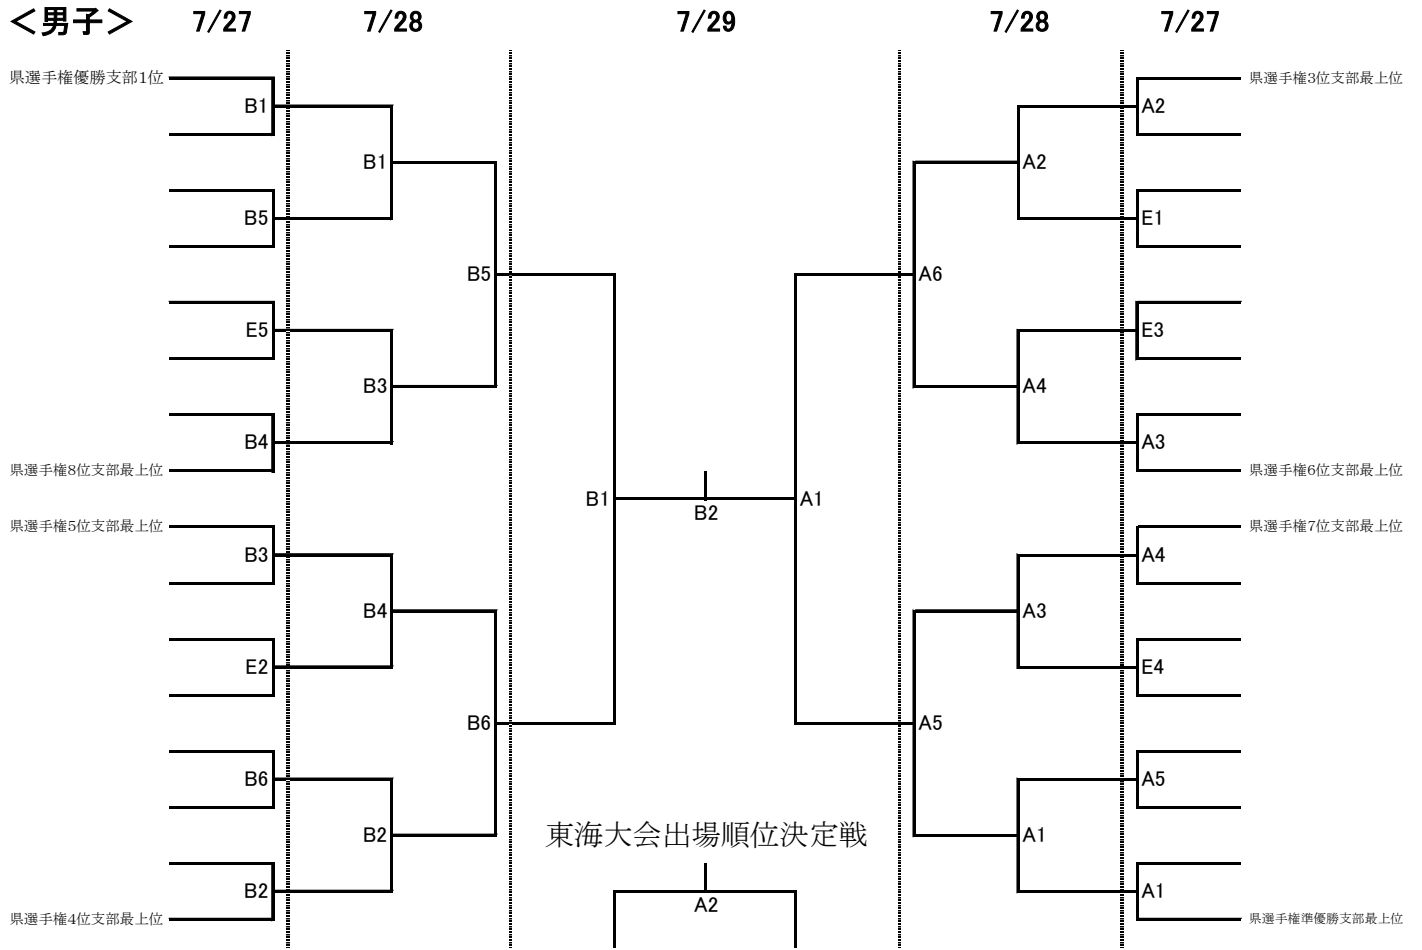 ＜男子＞ 7/27 7/28 7/29 7/28 7/27
県選手権優勝支部1位 県選手権3位支部最上位
B1 A2
B1 A2
B5 E1
B5 A6
E5 E3
B3 A4
B4 A3
県選手権8位支部最上位 県選手権6位支部最上位
B1 A1
B2
県選手権5位支部最上位 県選手権7位支部最上位
B3 A4
B4 A3
E2 E4
B6 A5
B6 A5
東海大会出場順位決定戦
B2 A1
B2 A1
A2
県選手権4位支部最上位 県選手権準優勝支部最上位